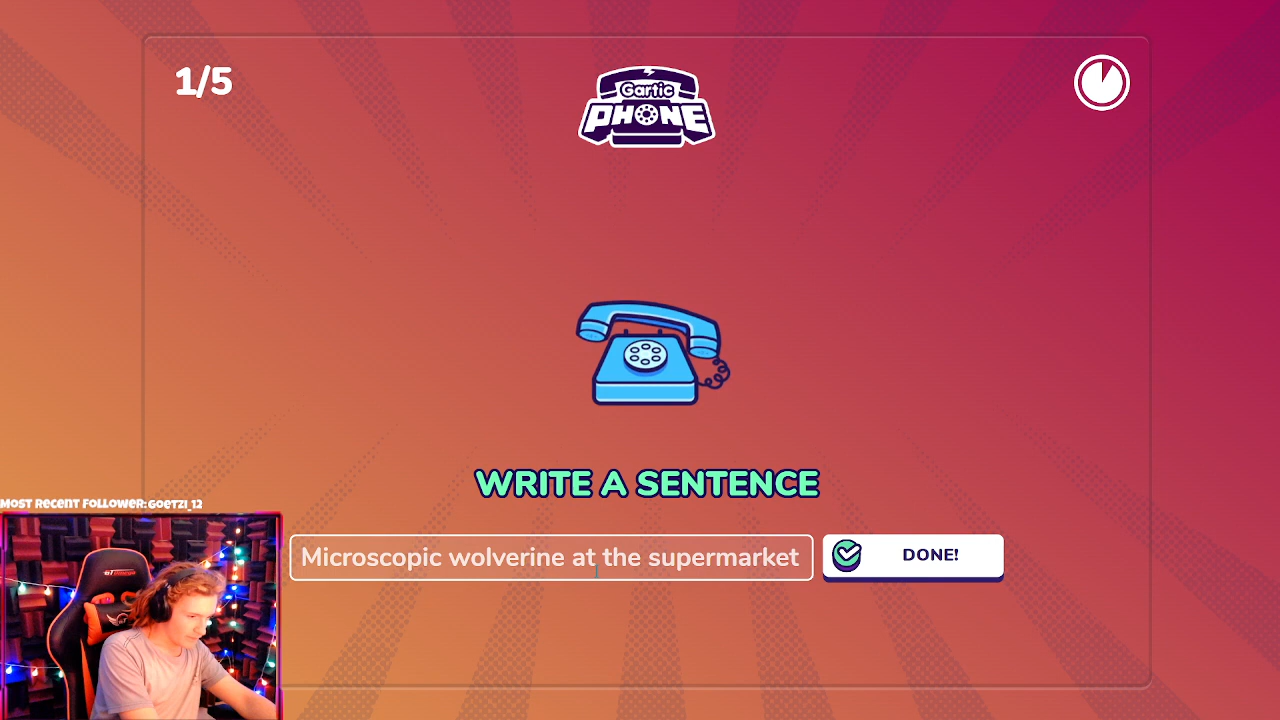 1/5
Gartic
PHONE
WRITE A SENTENCE
Microscopic wolverine at the supermarket
DONE!
MOST RECENT FOLLOWER: GOETZI_12